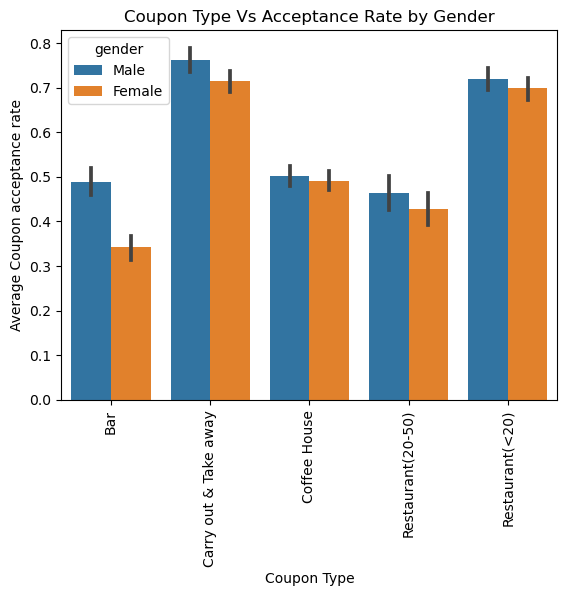 Coupon Type Vs Acceptance Rate by Gender
Average Coupon acceptance rate
0.8
0.7
0.6
0.5
0.4
0.3
0.2
0.1
0.0
gender
Male
Female
Bar
Carry out & Take away
Coffee House
Restaurant(20-50)
Restaurant(<20)
Coupon Type